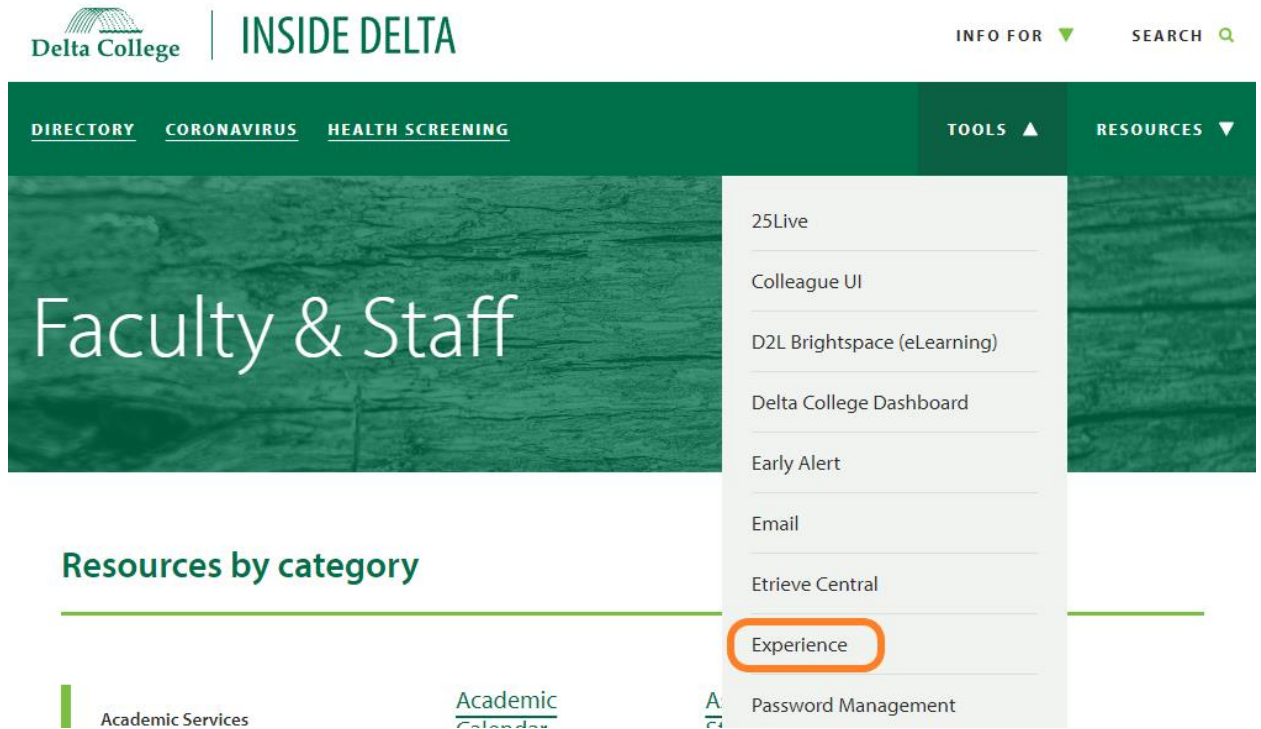 Delta College
INSIDE DELTA
INFO FOR
SEARCH
DIRECTORY
CORONAVIRUS
HEALTH SCREENING
TOOLS
RESOURCES
Faculty & Staff
25Live
Colleague UI
D2L Brightspace (eLearning)
Delta College Dashboard
Early Alert
Email
Etrieve Central
Experience
Password Management
Resources by category
Academic Services
Academic
Calendar